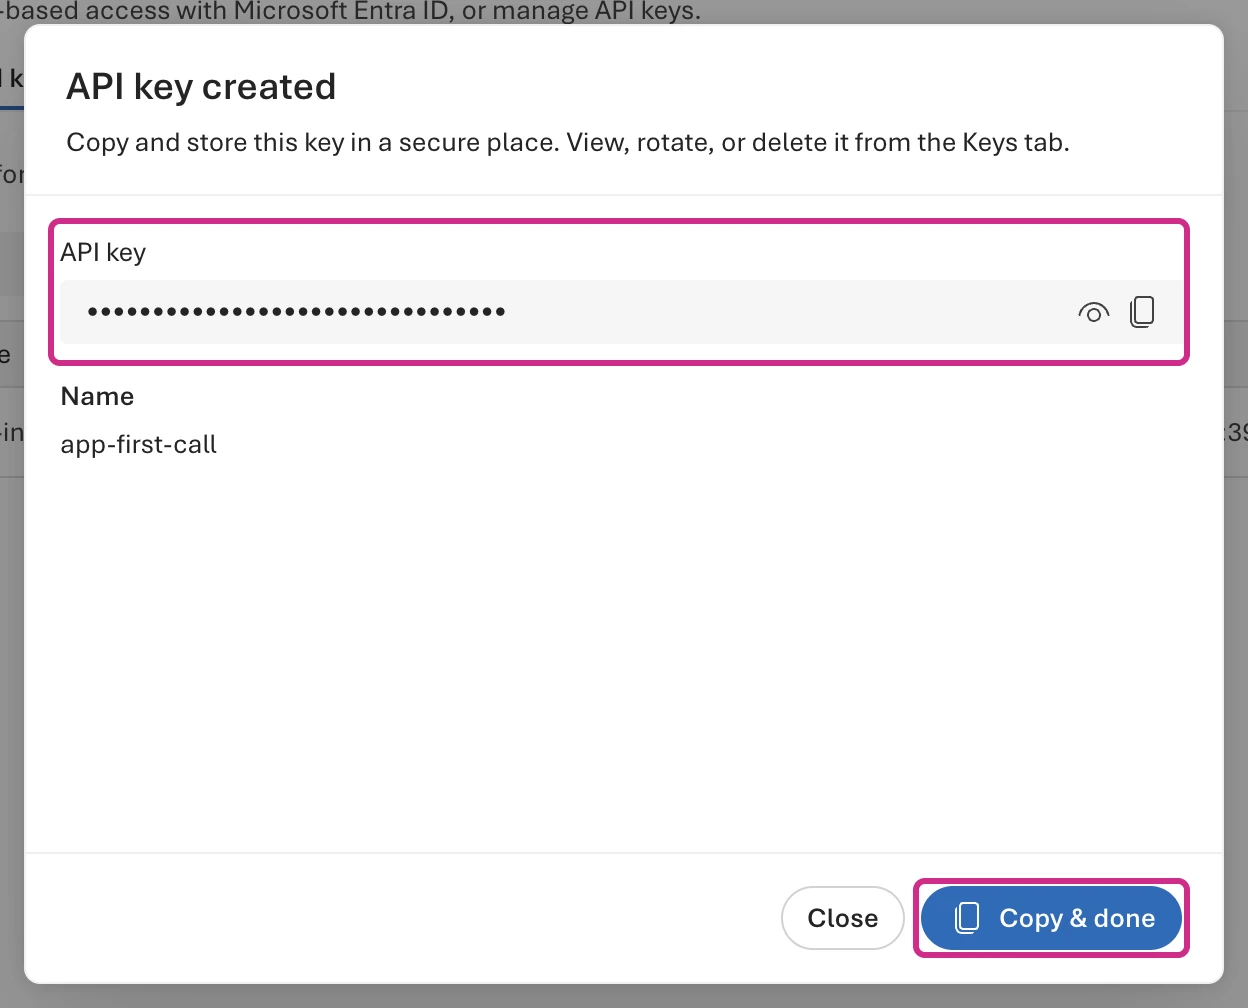 -based access with Microsoft Entra ID, or manage API keys.
API key created
Copy and store this key in a secure place. View, rotate, or delete it from the Keys tab.
API key
••••••••••••••••••••••••••••••••
Name
app-first-call
:39
Close
Copy & done